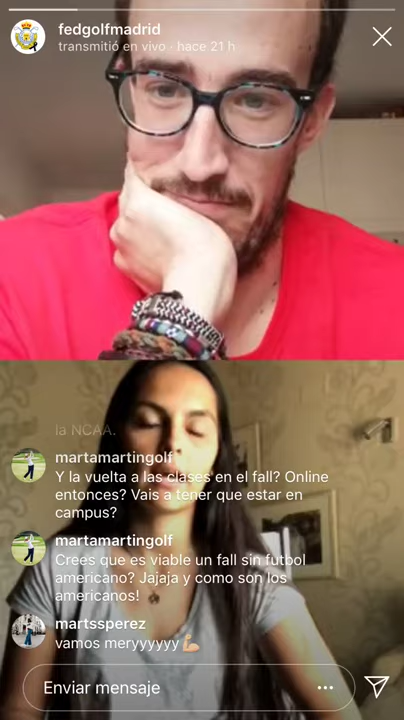 fedgolfmadrid
transmitió en vivo · hace 21 h
la NCAA.
martamartingolf
Y la vuelta a las clases en el fall? Online
entonces? Vais a tener que estar en
campus?
martamartingolf
Crees que es viable un fall sin futbol
americano? Jajaja y como son los
americanos!
martssperez
vamos meryyyyyy💪🏼
Enviar mensaje